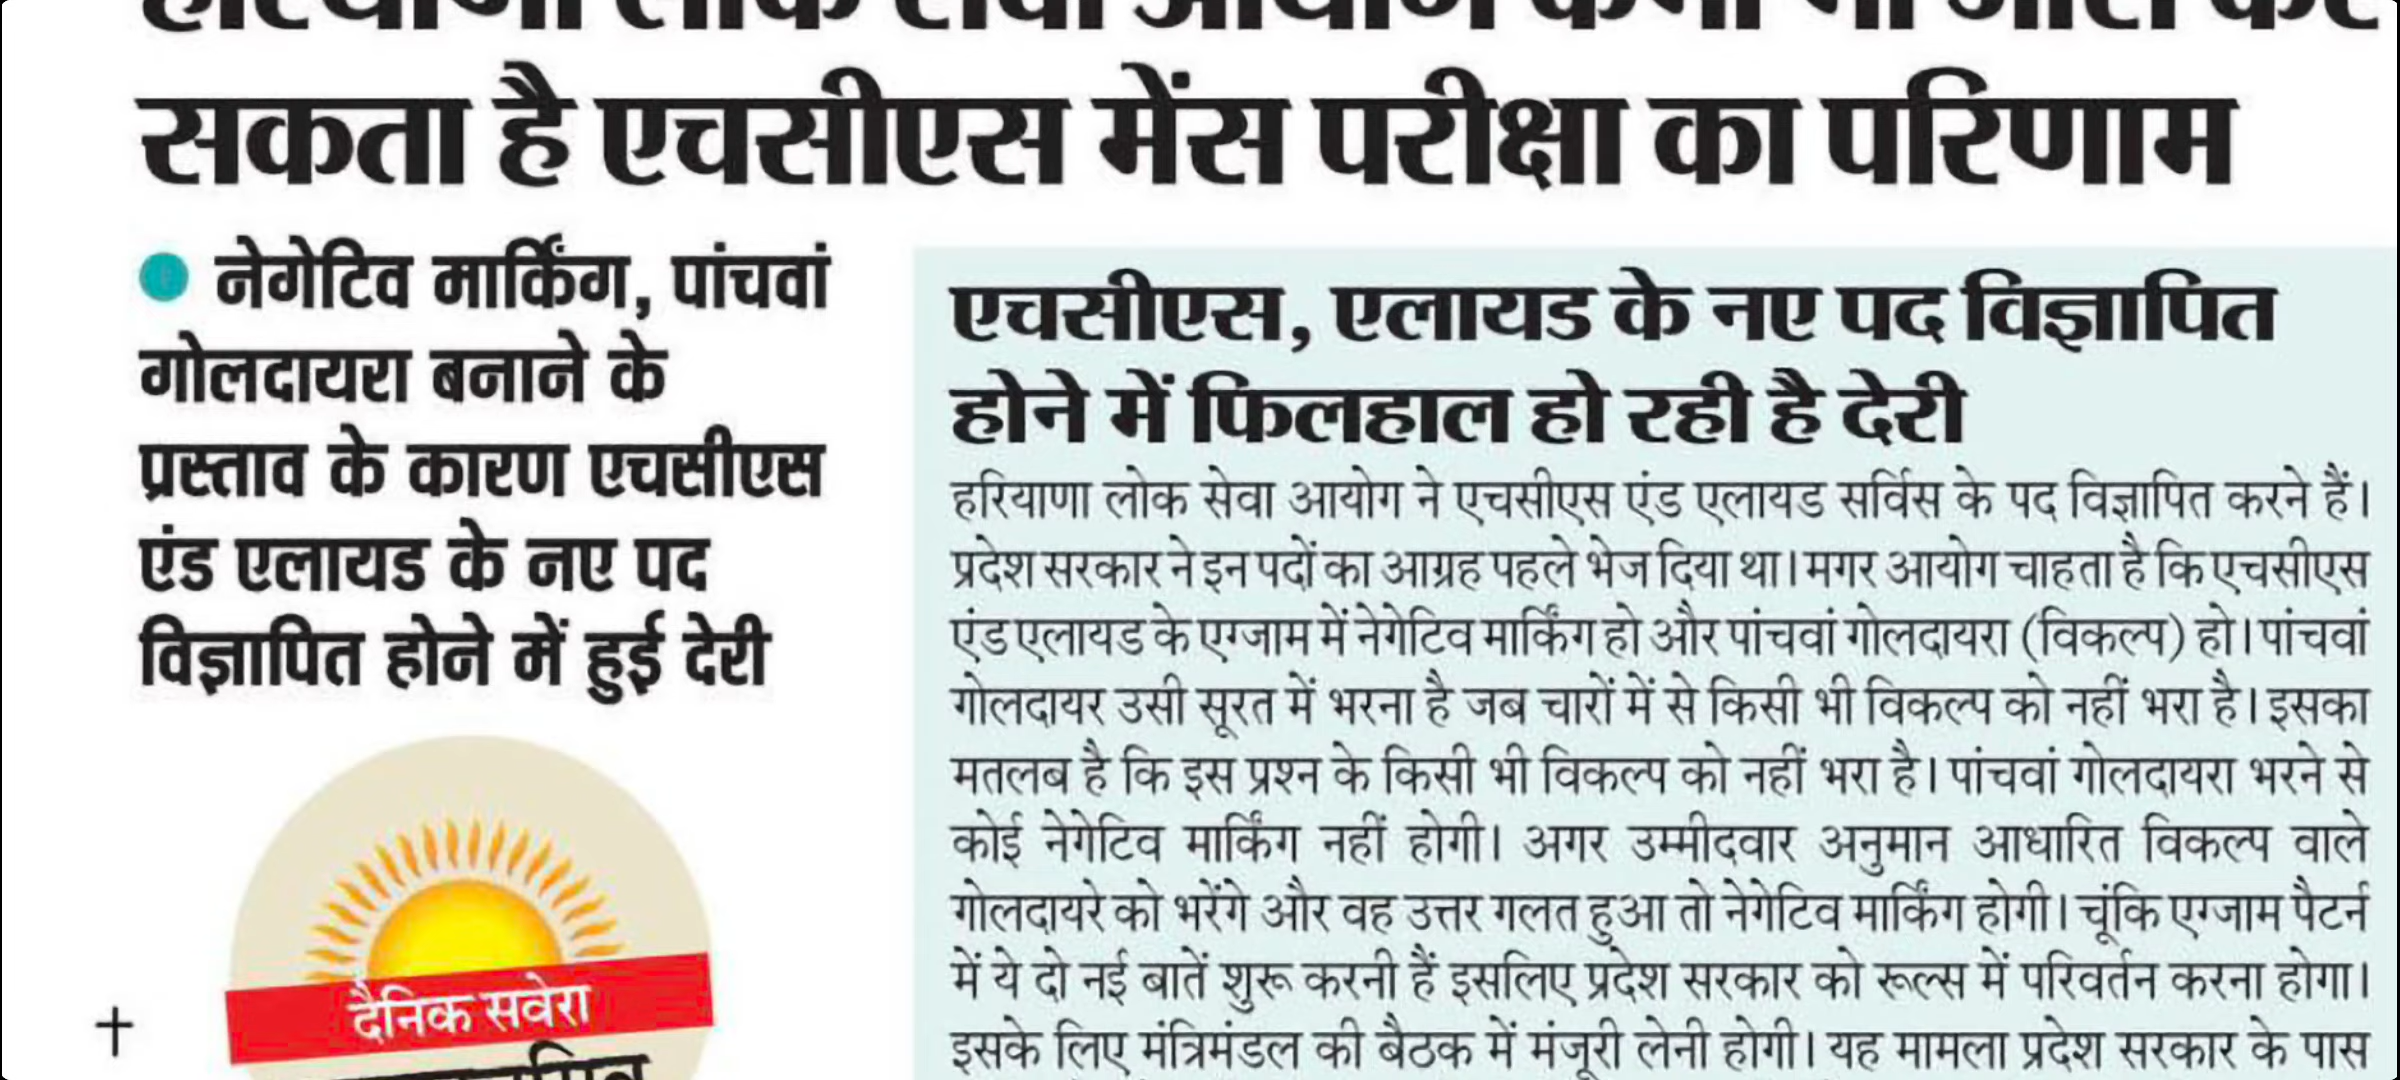 हरियाणा लोक सेवा आयोग कभी भी जारी कर
सकता है एचसीएस मेंस परीक्षा का परिणाम
नेगेटिव मार्किंग, पांचवां
गोलदायरा बनाने के
प्रस्ताव के कारण एचसीएस
एंड एलायड के नए पद
विज्ञापित होने में हुई देरी
दैनिक सवेरा
एचसीएस, एलायड के नए पद विज्ञापित
होने में फिलहाल हो रही है देरी
हरियाणा लोक सेवा आयोग ने एचसीएस एंड एलायड सर्विस के पद विज्ञापित करने हैं।
प्रदेश सरकार ने इन पदों का आग्रह पहले भेज दिया था। मगर आयोग चाहता है कि एचसीएस
एंड एलायड के एग्जाम में नेगेटिव मार्किंग हो और पांचवां गोलदायरा (विकल्प) हो। पांचवां
गोलदायर उसी सूरत में भरना है जब चारों में से किसी भी विकल्प को नहीं भरा है। इसका
मतलब है कि इस प्रश्न के किसी भी विकल्प को नहीं भरा है। पांचवां गोलदायरा भरने से
कोई नेगेटिव मार्किंग नहीं होगी। अगर उम्मीदवार अनुमान आधारित विकल्प वाले
गोलदायरे को भरेंगे और वह उत्तर गलत हुआ तो नेगेटिव मार्किंग होगी। चूंकि एग्जाम पैटर्न
में ये दो नई बातें शुरू करनी हैं इसलिए प्रदेश सरकार को रूल्स में परिवर्तन करना होगा।
इसके लिए मंत्रिमंडल की बैठक में मंजूरी लेनी होगी। यह मामला प्रदेश सरकार के पास